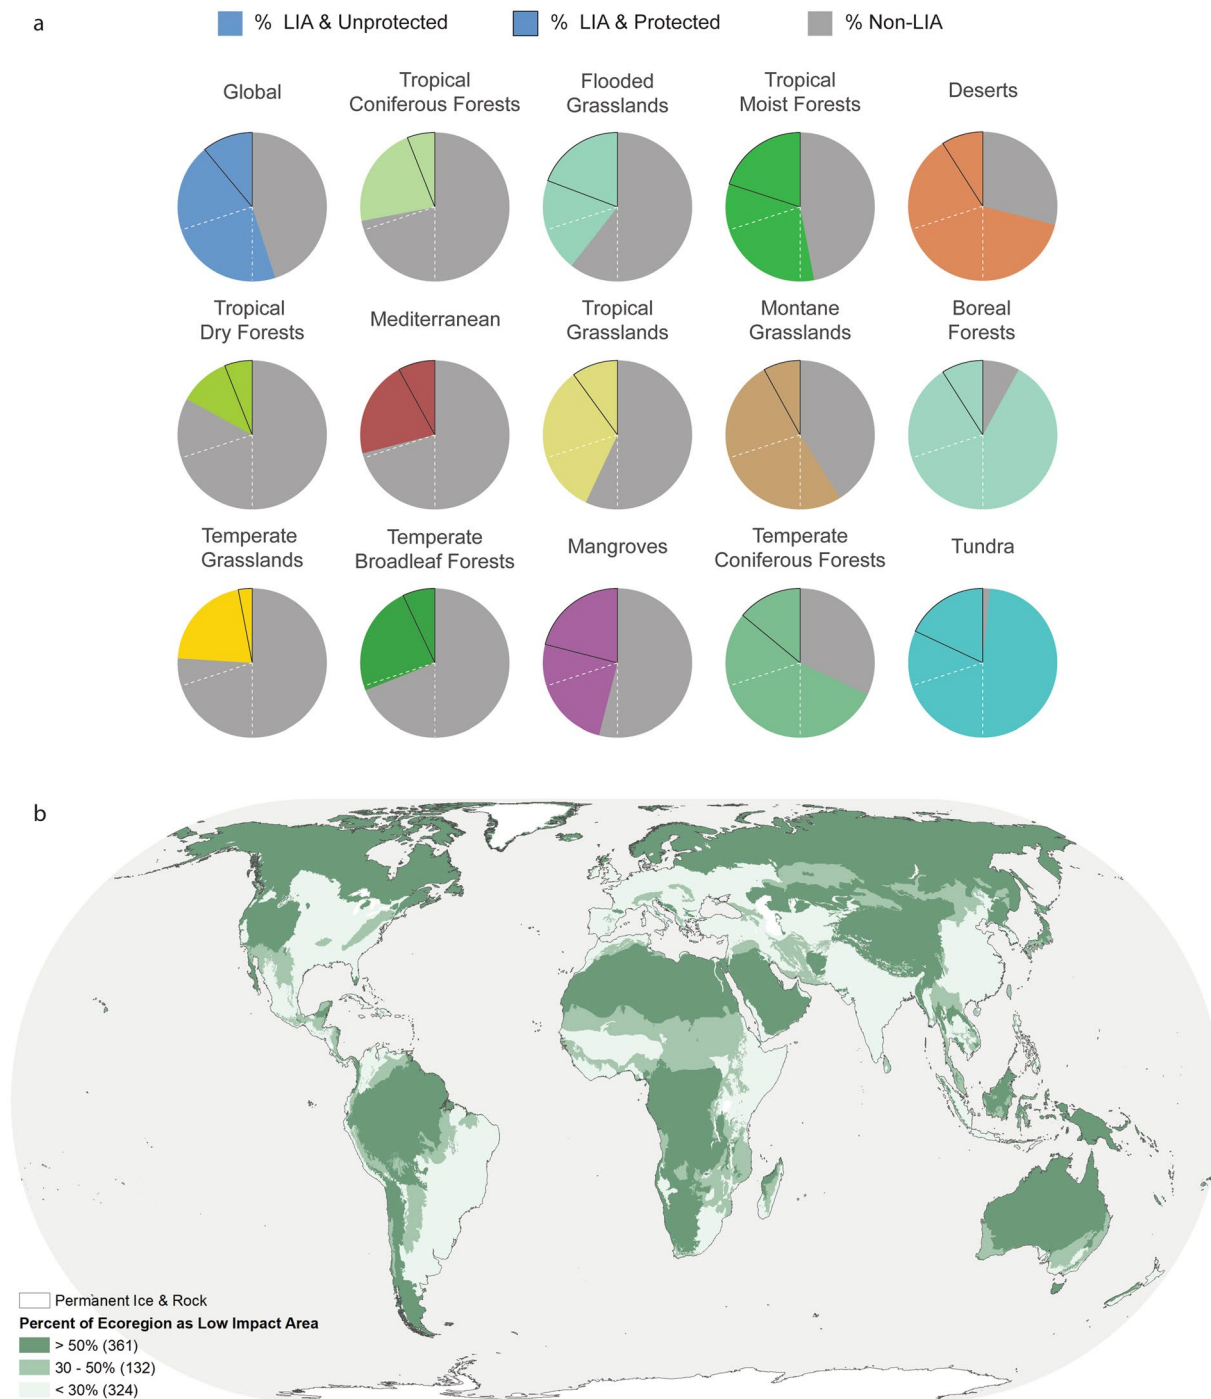 a
% LIA & Unprotected
% LIA & Protected
% Non-LIA
Global
Tropical
Coniferous Forests
Flooded
Grasslands
Tropical
Moist Forests
Deserts
Tropical
Dry Forests
Mediterranean
Tropical
Grasslands
Montane
Grasslands
Boreal
Forests
Temperate
Grasslands
Temperate
Broadleaf Forests
Mangroves
Temperate
Coniferous Forests
Tundra
b
Permanent Ice & Rock
Percent of Ecoregion as Low Impact Area
> 50% (361)
30 - 50% (132)
< 30% (324)